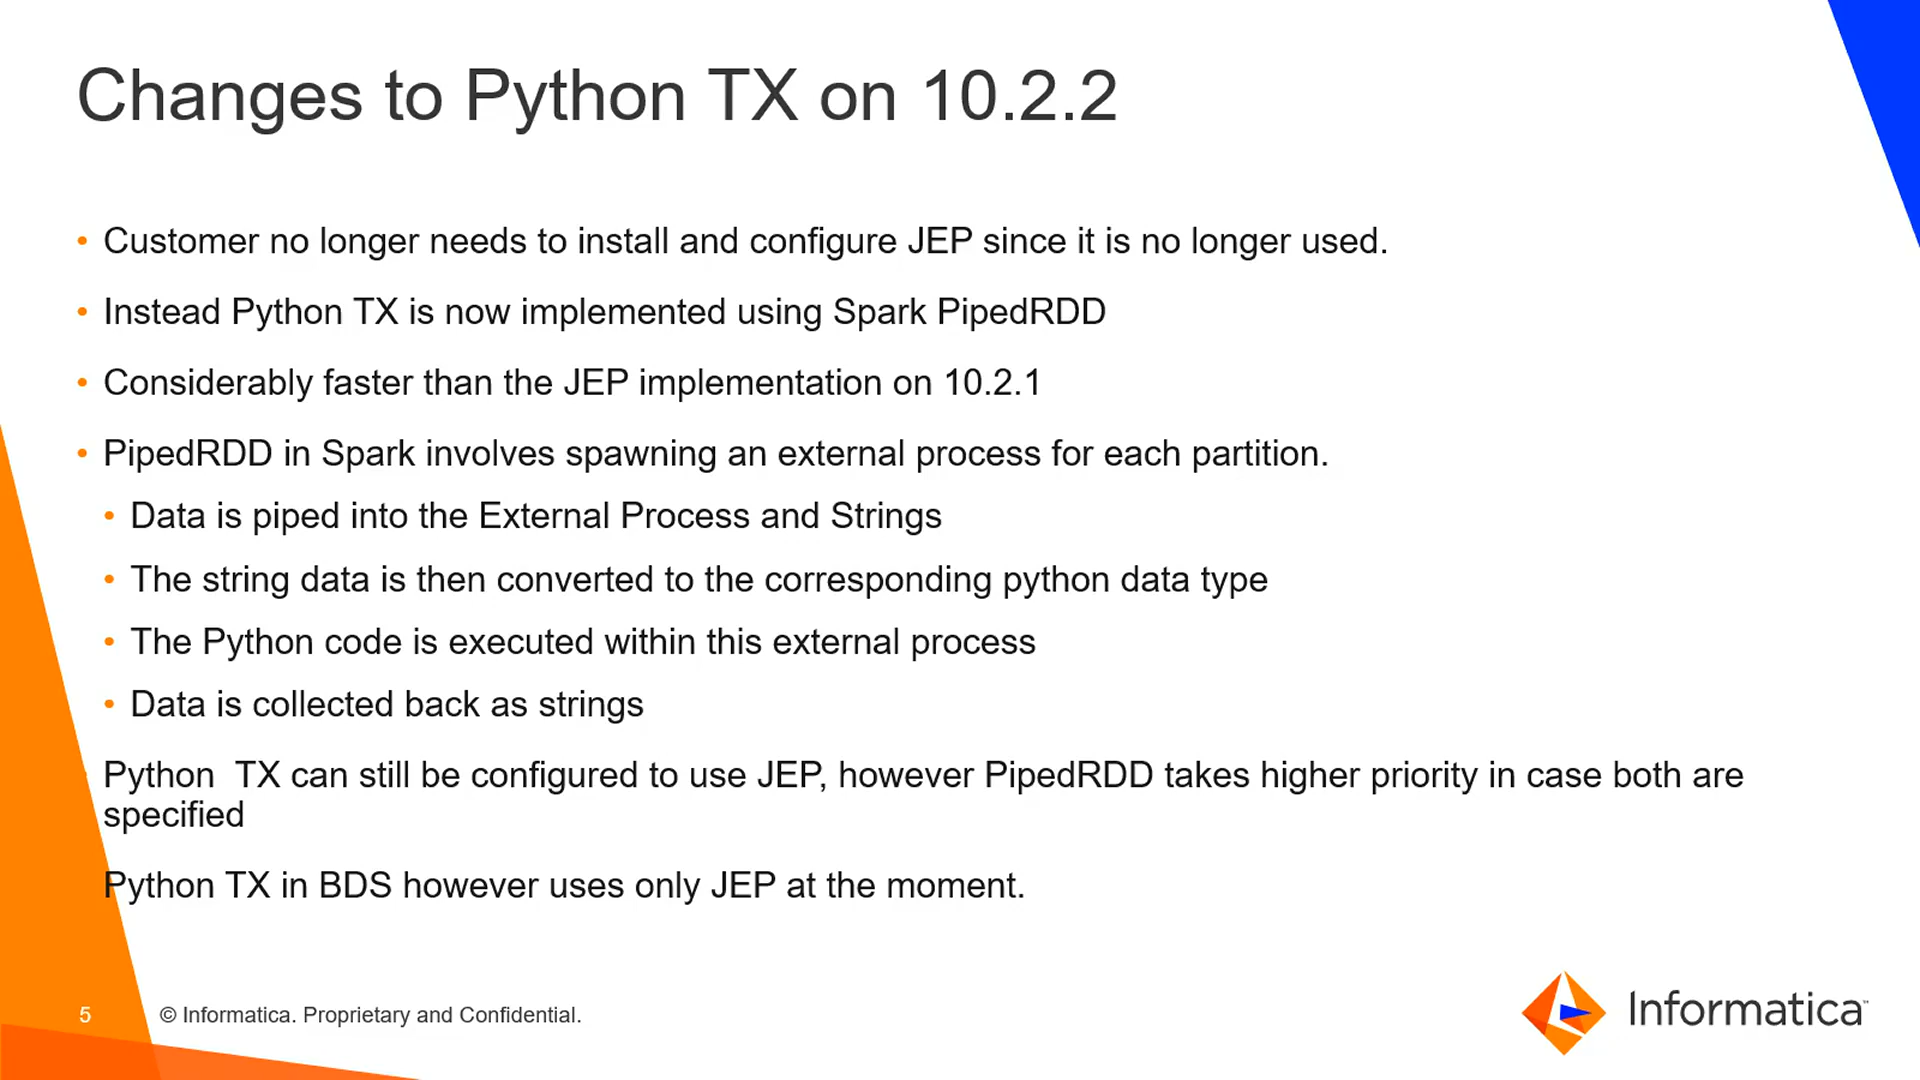 Changes to Python TX on 10.2.2
• Customer no longer needs to install and configure JEP since it is no longer used.
• Instead Python TX is now implemented using Spark PipedRDD
• Considerably faster than the JEP implementation on 10.2.1
• PipedRDD in Spark involves spawning an external process for each partition.
• Data is piped into the External Process and Strings
• The string data is then converted to the corresponding python data type
• The Python code is executed within this external process
• Data is collected back as strings
Python  TX can still be configured to use JEP, however PipedRDD takes higher priority in case both are
specified
Python TX in BDS however uses only JEP at the moment.
5
© Informatica. Proprietary and Confidential.
Informatica™